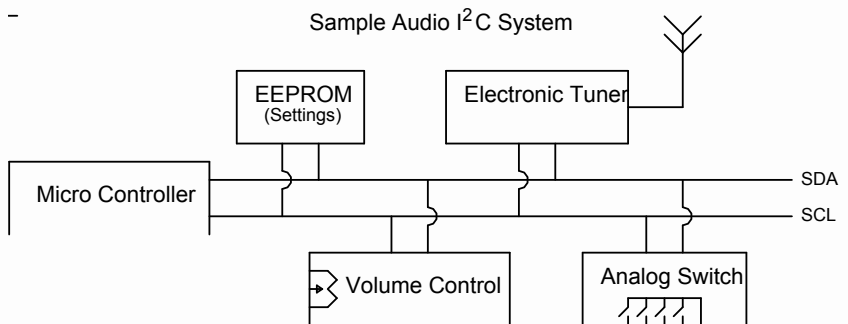 Sample Audio I²C System
EEPROM
(Settings)
Electronic Tuner
Micro Controller
SDA
SCL
Volume Control
Analog Switch